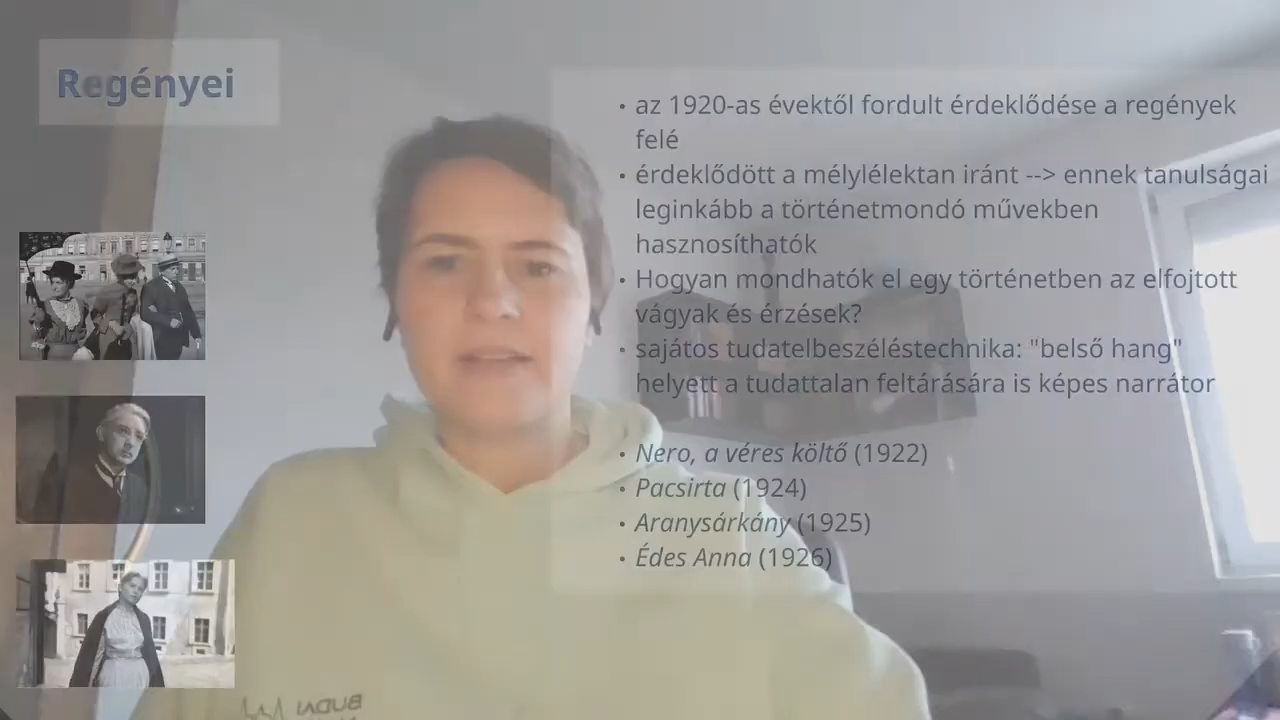 Regényei
• az 1920-as évektől fordult érdeklődése a regények
felé
• érdeklődött a mélylélektan iránt --> ennek tanulságai
leginkább a történetmondó művekben
hasznosíthatók
• Hogyan mondhatók el egy történetben az elfojtott
vágyak és érzések?
• sajátos tudatelbeszéléstechnika: "belső hang"
helyett a tudattalan feltárására is képes narrátor
• Nero, a véres költő (1922)
• Pacsirta (1924)
• Aranysárkány (1925)
• Édes Anna (1926)
BUDVAI